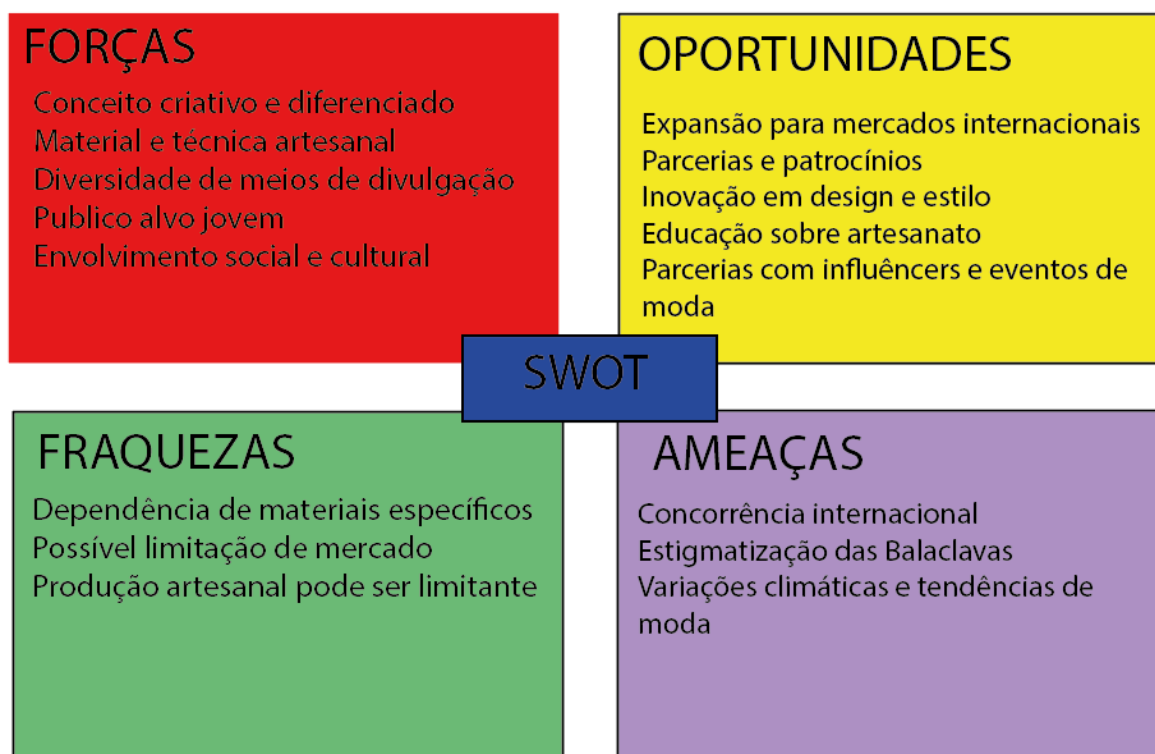 FORÇAS
Conceito criativo e diferenciado
Material e técnica artesanal
Diversidade de meios de divulgação
Publico alvo jovem
Envolvimento social e cultural
OPORTUNIDADES
Expansão para mercados internacionais
Parcerias e patrocínios
Inovação em design e estilo
Educação sobre artesanato
Parcerias com influêncers e eventos de
moda
SWOT
FRAQUEZAS
Dependência de materiais específicos
Possível limitação de mercado
Produção artesanal pode ser limitante
AMEAÇAS
Concorrência internacional
Estigmatização das Balaclavas
Variações climáticas e tendências de
moda